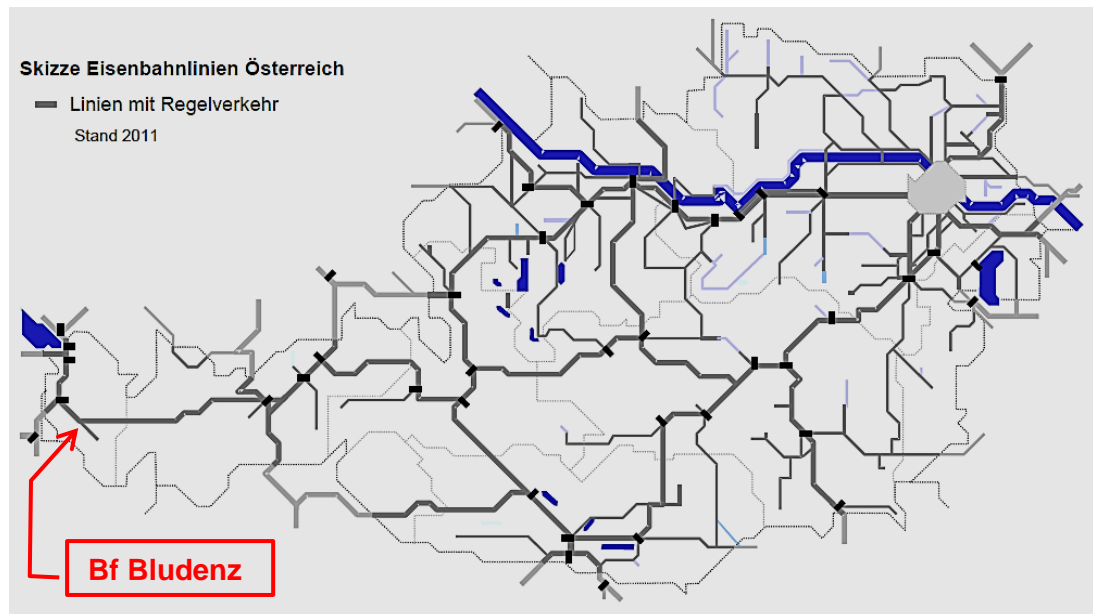 Skizze Eisenbahnlinien Österreich
Linien mit Regelverkehr
Stand 2011
Bf Bludenz